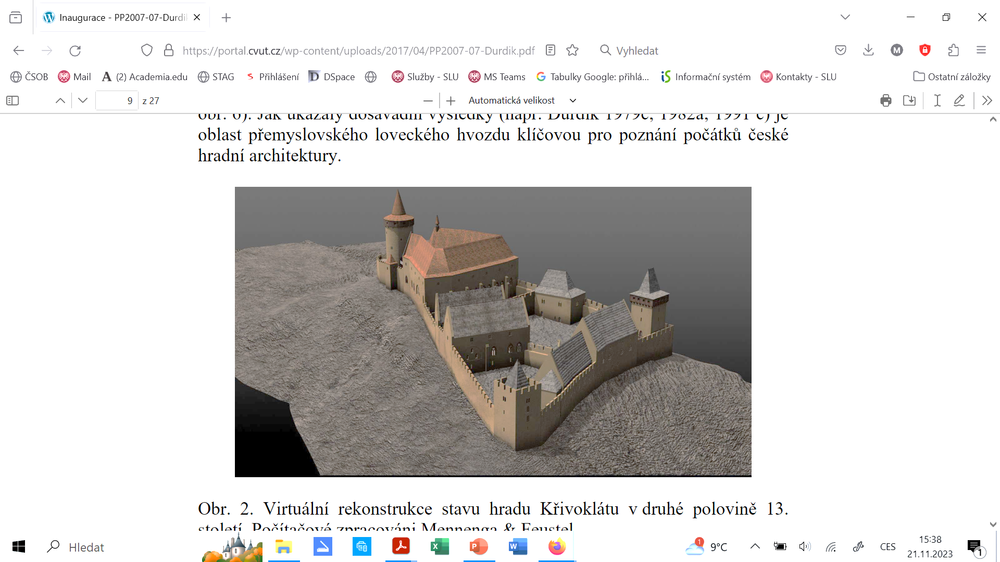 Inaugurace - PP2007-07-Durdi
https://portal.cvut.cz/wp-content/uploads/2017/04/PP2007-07-Durdik.pdf
Vyhledat
M
ČSOB
Mail
(2) Academia.edu
STAG
Přihlášení
DSpace
Služby - SLU
MS Teams
Tabulky Google: přihlá...
Informační systém
Kontakty - SLU
Ostatní záložky
9 z 27
Automatická velikost
obr. 6). Jak ukázaly dosavadní výsledky (např. Durdík 1979c, 1982a, 1991 c) je
oblast přemyslovského loveckého hvozdu klíčovou pro poznání počátků české
hradní architektury.
Obr. 2. Virtuální rekonstrukce stavu hradu Křivoklátu v druhé polovině 13.
století. Počítačové zpracováni Mennenga & Feustel
Hledat
1
9°C
CES
15:38
21.11.2023
1